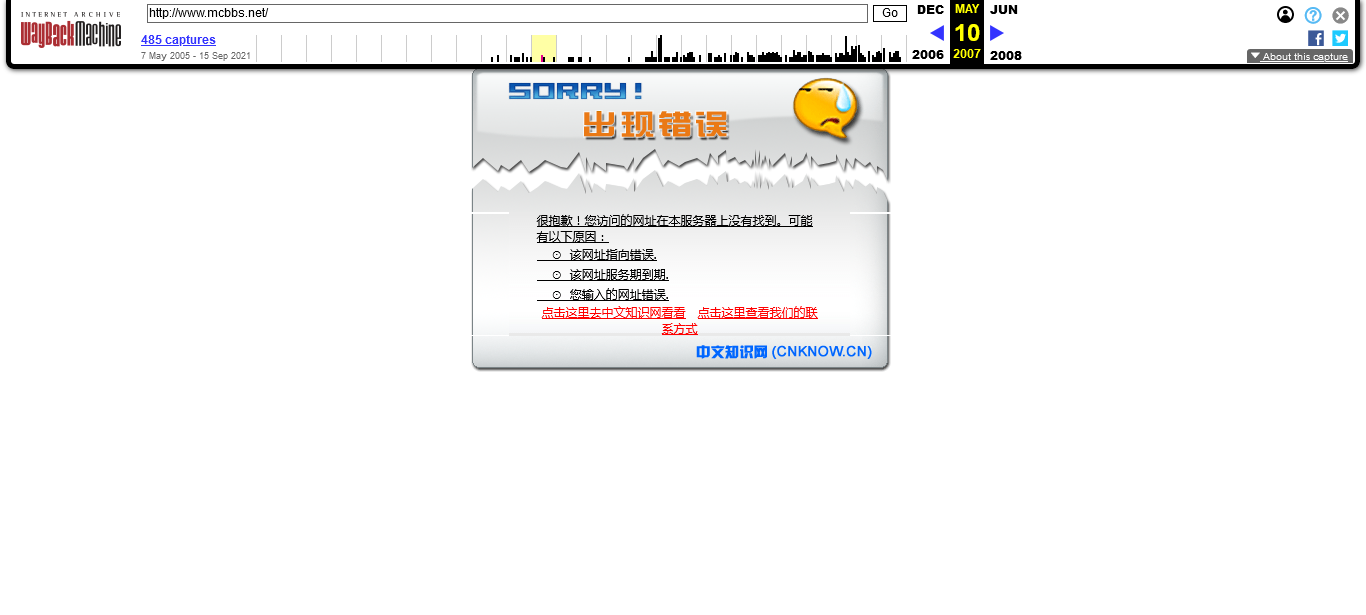 INTERNET ARCHIVE
WayBackMachine
http://www.mcbbs.net/
Go
485 captures
7 May 2005 - 15 Sep 2021
DEC MAY JUN
10
2006 2007 2008
About this capture
SORRY!
出现错误
很抱歉!您访问的网址在本服务器上没有找到。可能
有以下原因:
⊙ 该网址指向错误.
⊙ 该网址服务期到期.
⊙ 您输入的网址错误.
点击这里去中文知识网看看 点击这里查看我们的联
系方式
中文知识网 (CNKNOW.CN)